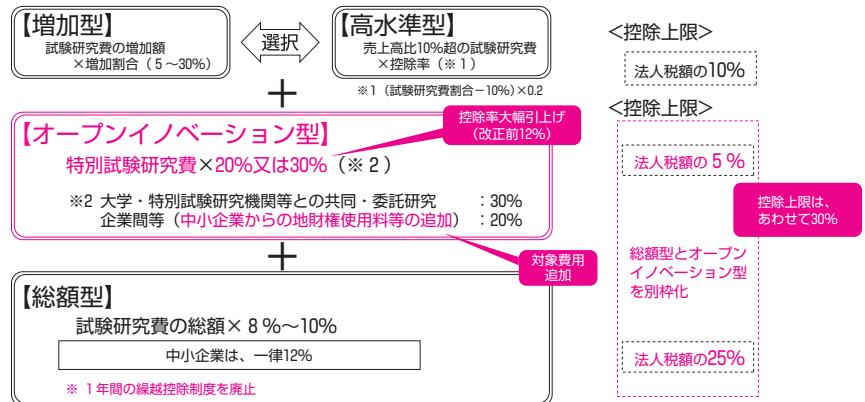 【増加型】
試験研究費の増加額
×増加割合(5~30%)
選択
【高水準型】
売上高比10%超の試験研究費
×控除率(※1)
※1(試験研究費割合-10%)×0.2
<控除上限>
法人税額の10%
+
<控除上限>
【オープンイノベーション型】
控除率大幅引上げ
(改正前12%)
特別試験研究費×20%又は30%(※2)
※2 大学・特別試験研究機関等との共同・委託研究 :30%
企業間等(中小企業からの地財権使用料等の追加):20%
対象費用
追加
法人税額の5%
控除上限は、
あわせて30%
総額型とオープン
イノベーション型
を別枠化
+
【総額型】
試験研究費の総額×8%~10%
中小企業は、一律12%
※ 1年間の繰越控除制度を廃止
法人税額の25%